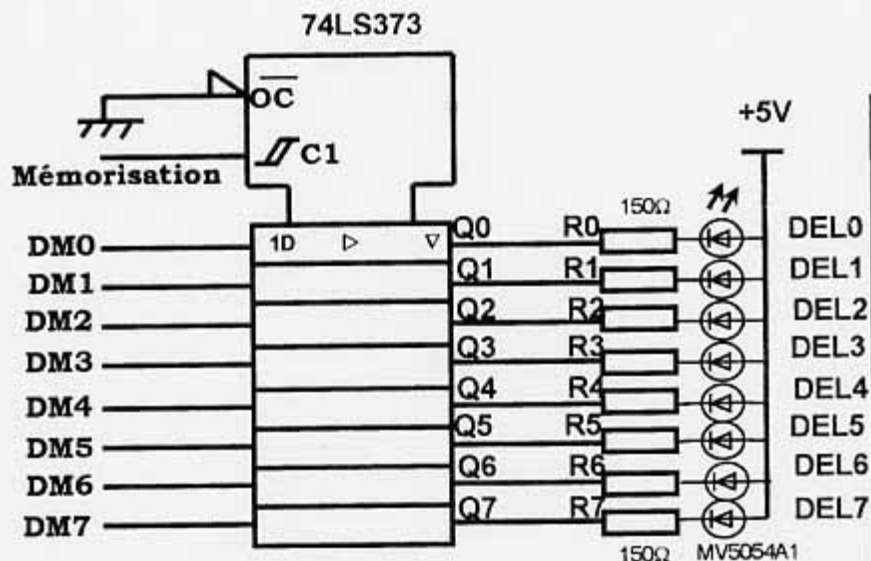 74LS373
OC
+5V
C1
Mémorisation
150Ω
DM0 1D Q0 R0 DEL0
DM1 Q1 R1 DEL1
DM2 Q2 R2 DEL2
DM3 Q3 R3 DEL3
DM4 Q4 R4 DEL4
DM5 Q5 R5 DEL5
DM6 Q6 R6 DEL6
DM7 Q7 R7 DEL7
150Ω MV5054A1